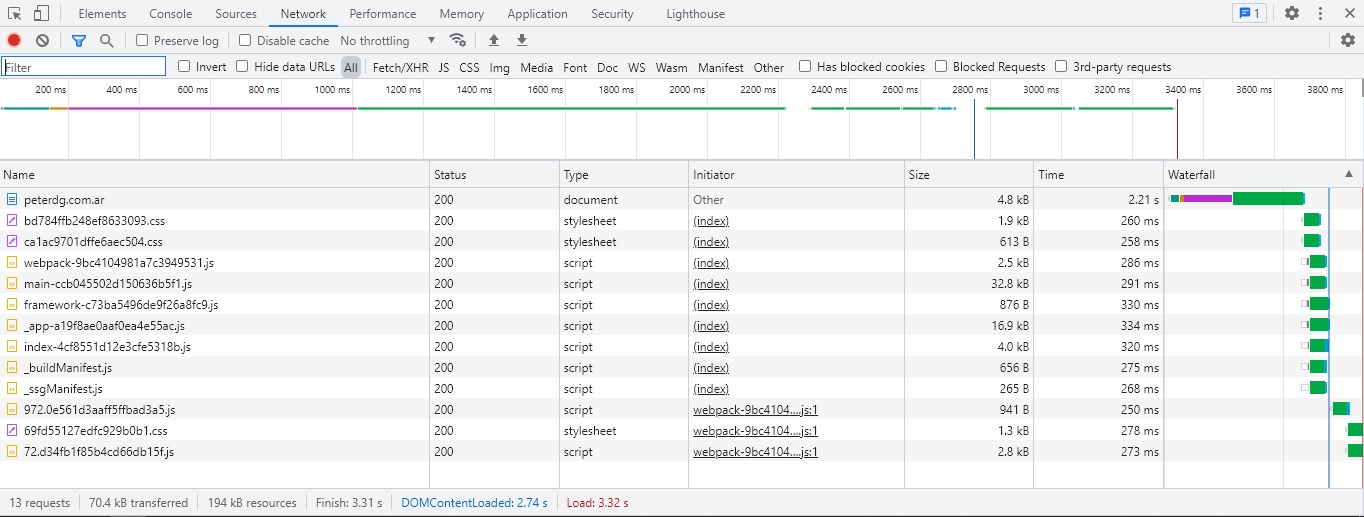 Elements Console Sources Network Performance Memory Application Security Lighthouse 1
Preserve log Disable cache No throttling
Filter Invert Hide data URLs All Fetch/XHR JS CSS Img Media Font Doc WS Wasm Manifest Other Has blocked cookies Blocked Requests 3rd-party requests
200 ms 400 ms 600 ms 800 ms 1000 ms 1200 ms 1400 ms 1600 ms 1800 ms 2000 ms 2200 ms 2400 ms 2600 ms 2800 ms 3000 ms 3200 ms 3400 ms 3600 ms 3800 ms
Name Status Type Initiator Size Time Waterfall
peterdg.com.ar 200 document Other 4.8 kB 2.21 s
bd784ffb248ef8633093.css 200 stylesheet (index) 1.9 kB 260 ms
ca1ac9701dffe6aec504.css 200 stylesheet (index) 613 B 258 ms
webpack-9bc4104981a7c3949531.js 200 script (index) 2.5 kB 286 ms
main-ccb045502d150636b5f1.js 200 script (index) 32.8 kB 291 ms
framework-c73ba5496de9f26a8fc9.js 200 script (index) 876 B 330 ms
_app-a19f8ae0aaf0ea4e55ac.js 200 script (index) 16.9 kB 334 ms
index-4cf8551d12e3cfe5318b.js 200 script (index) 4.0 kB 320 ms
_buildManifest.js 200 script (index) 656 B 275 ms
_ssgManifest.js 200 script (index) 265 B 268 ms
972.0e561d3aaff5ffbad3a5.js 200 script webpack-9bc4104....js:1 941 B 250 ms
69fd55127edfc929b0b1.css 200 stylesheet webpack-9bc4104....js:1 1.3 kB 278 ms
72.d34fb1f85b4cd66db15f.js 200 script webpack-9bc4104....js:1 2.8 kB 273 ms
13 requests 70.4 kB transferred 194 kB resources Finish: 3.31 s DOMContentLoaded: 2.74 s Load: 3.32 s